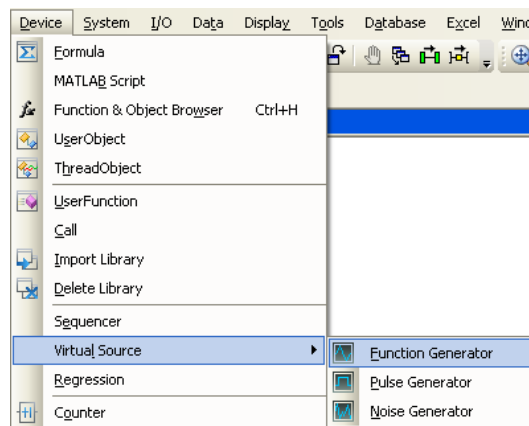 Device System I/O Data Display Tools Database Excel
Formula
MATLAB Script
Function & Object Browser Ctrl+H
UserObject
ThreadObject
UserFunction
Call
Import Library
Delete Library
Sequencer
Virtual Source
Function Generator
Regression
Pulse Generator
Counter
Noise Generator